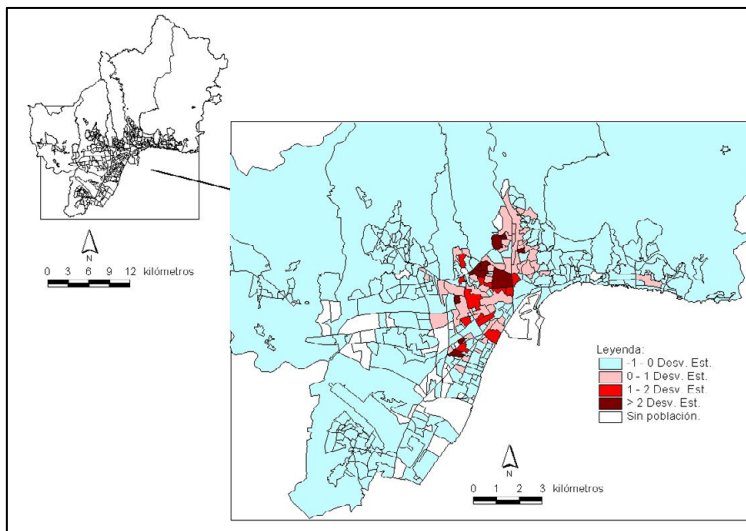 N
0 3 6 9 12 kilómetros
Leyenda:
-1 - 0 Desv. Est.
0 - 1 Desv. Est.
1 - 2 Desv. Est.
> 2 Desv. Est.
Sin población.
N
0 1 2 3 kilómetros